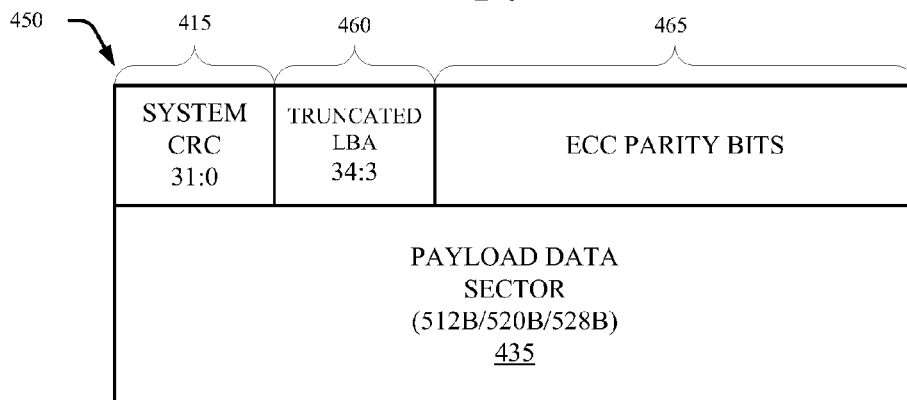 450
415
460
465
SYSTEM
CRC
31:0
TRUNCATED
LBA
34:3
ECC PARITY BITS
PAYLOAD DATA
SECTOR
(512B/520B/528B)
435